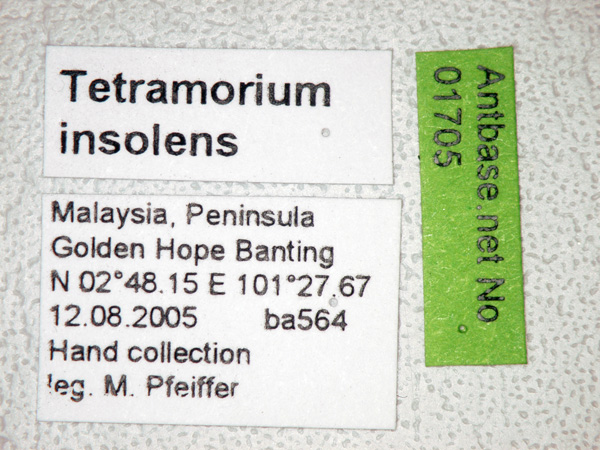 Tetramorium
insolens
Malaysia, Peninsula
Golden Hope Banting
N 02°48.15 E 101°27.67
12.08.2005 ba564
Hand collection
leg. M. Pfeiffer
Antbase.net No
01705